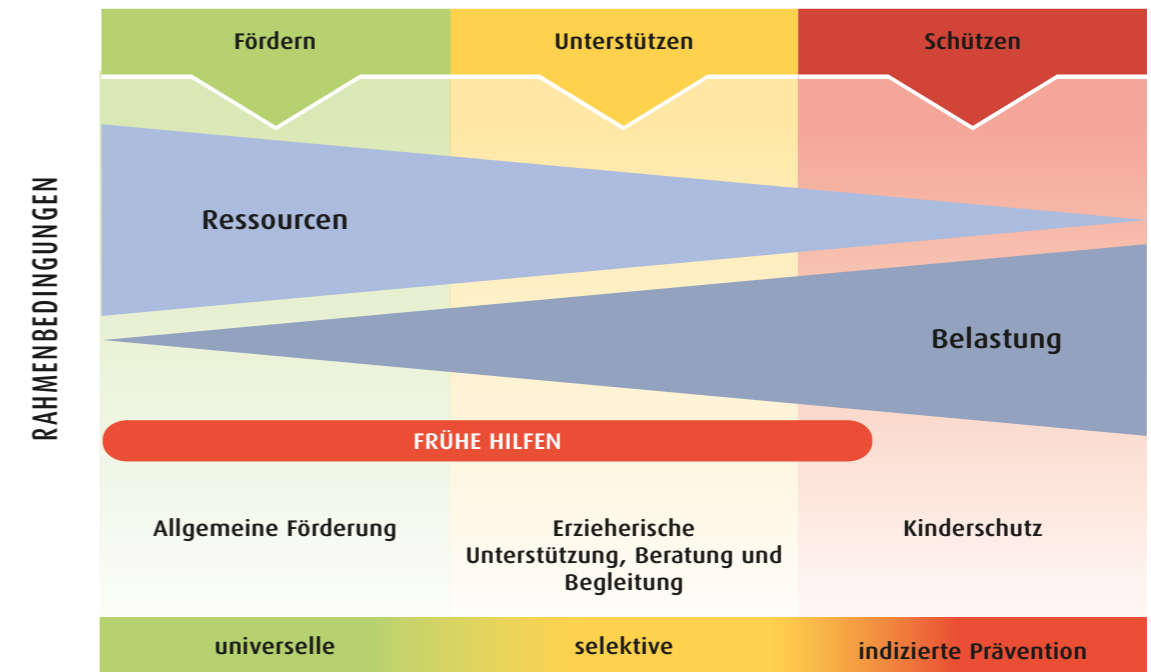 Fördern
Unterstützen
Schützen
RAHMENBEDINGUNGEN
Ressourcen
Belastung
FRÜHE HILFEN
Allgemeine Förderung
Erzieherische
Unterstützung, Beratung und
Begleitung
Kinderschutz
universelle
selektive
indizierte Prävention